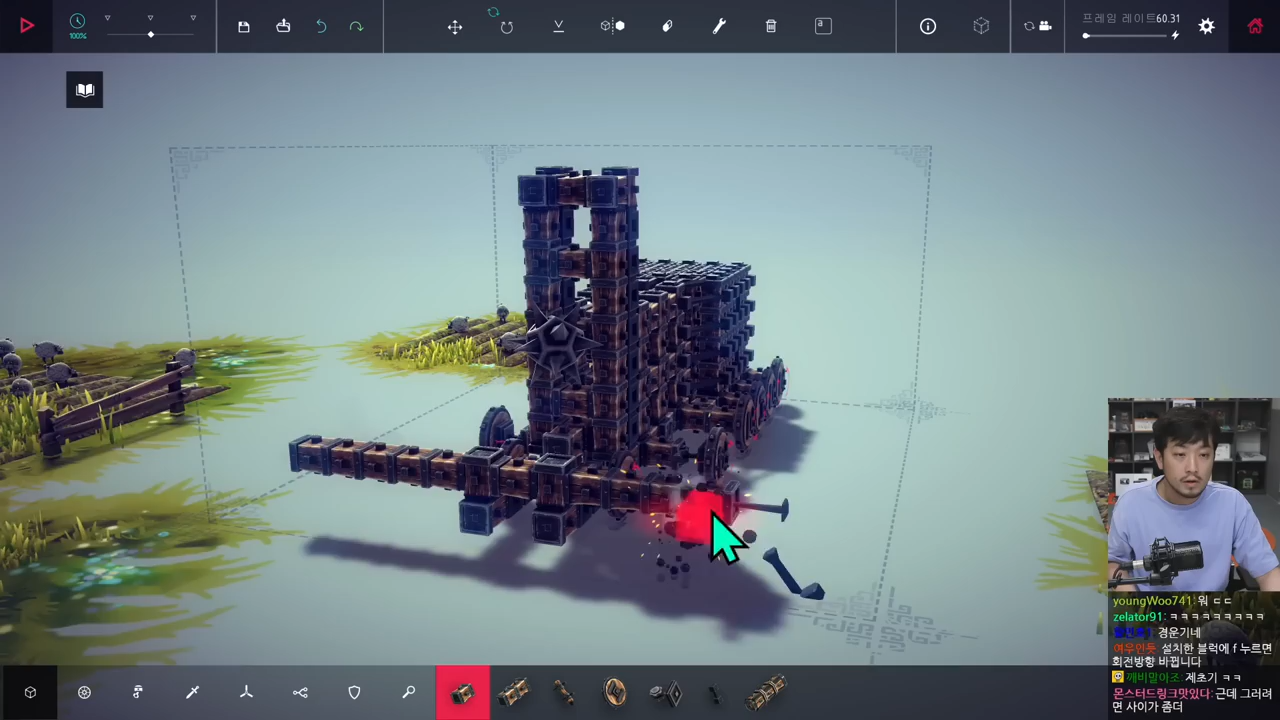 100%
a
프레임 레이트60.31
youngWoo741: 워 ㄷㄷ
zelator91: ㅋㅋㅋㅋㅋㅋㅋㅋㅋ
경운기네
여우인듯: 설치한 블럭에 f 누르면
회전방향 바뀝니다
깨비말아조: 제초기 ㅋㅋ
몬스터드링크맛있다: 근데 그러려
면 사이가 좀더